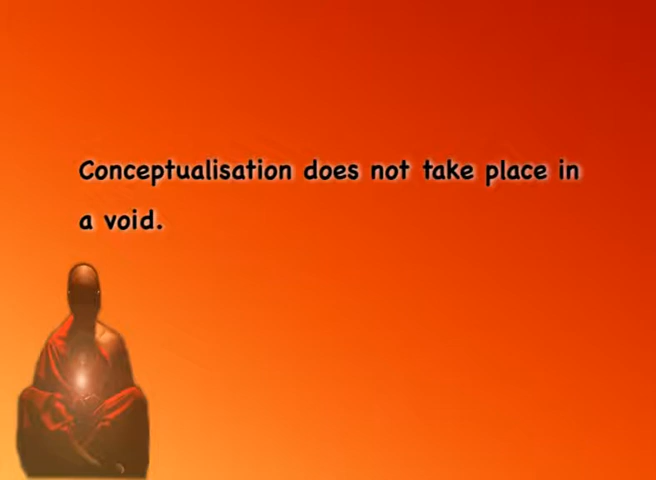 Conceptualisation does not take place in
a void.